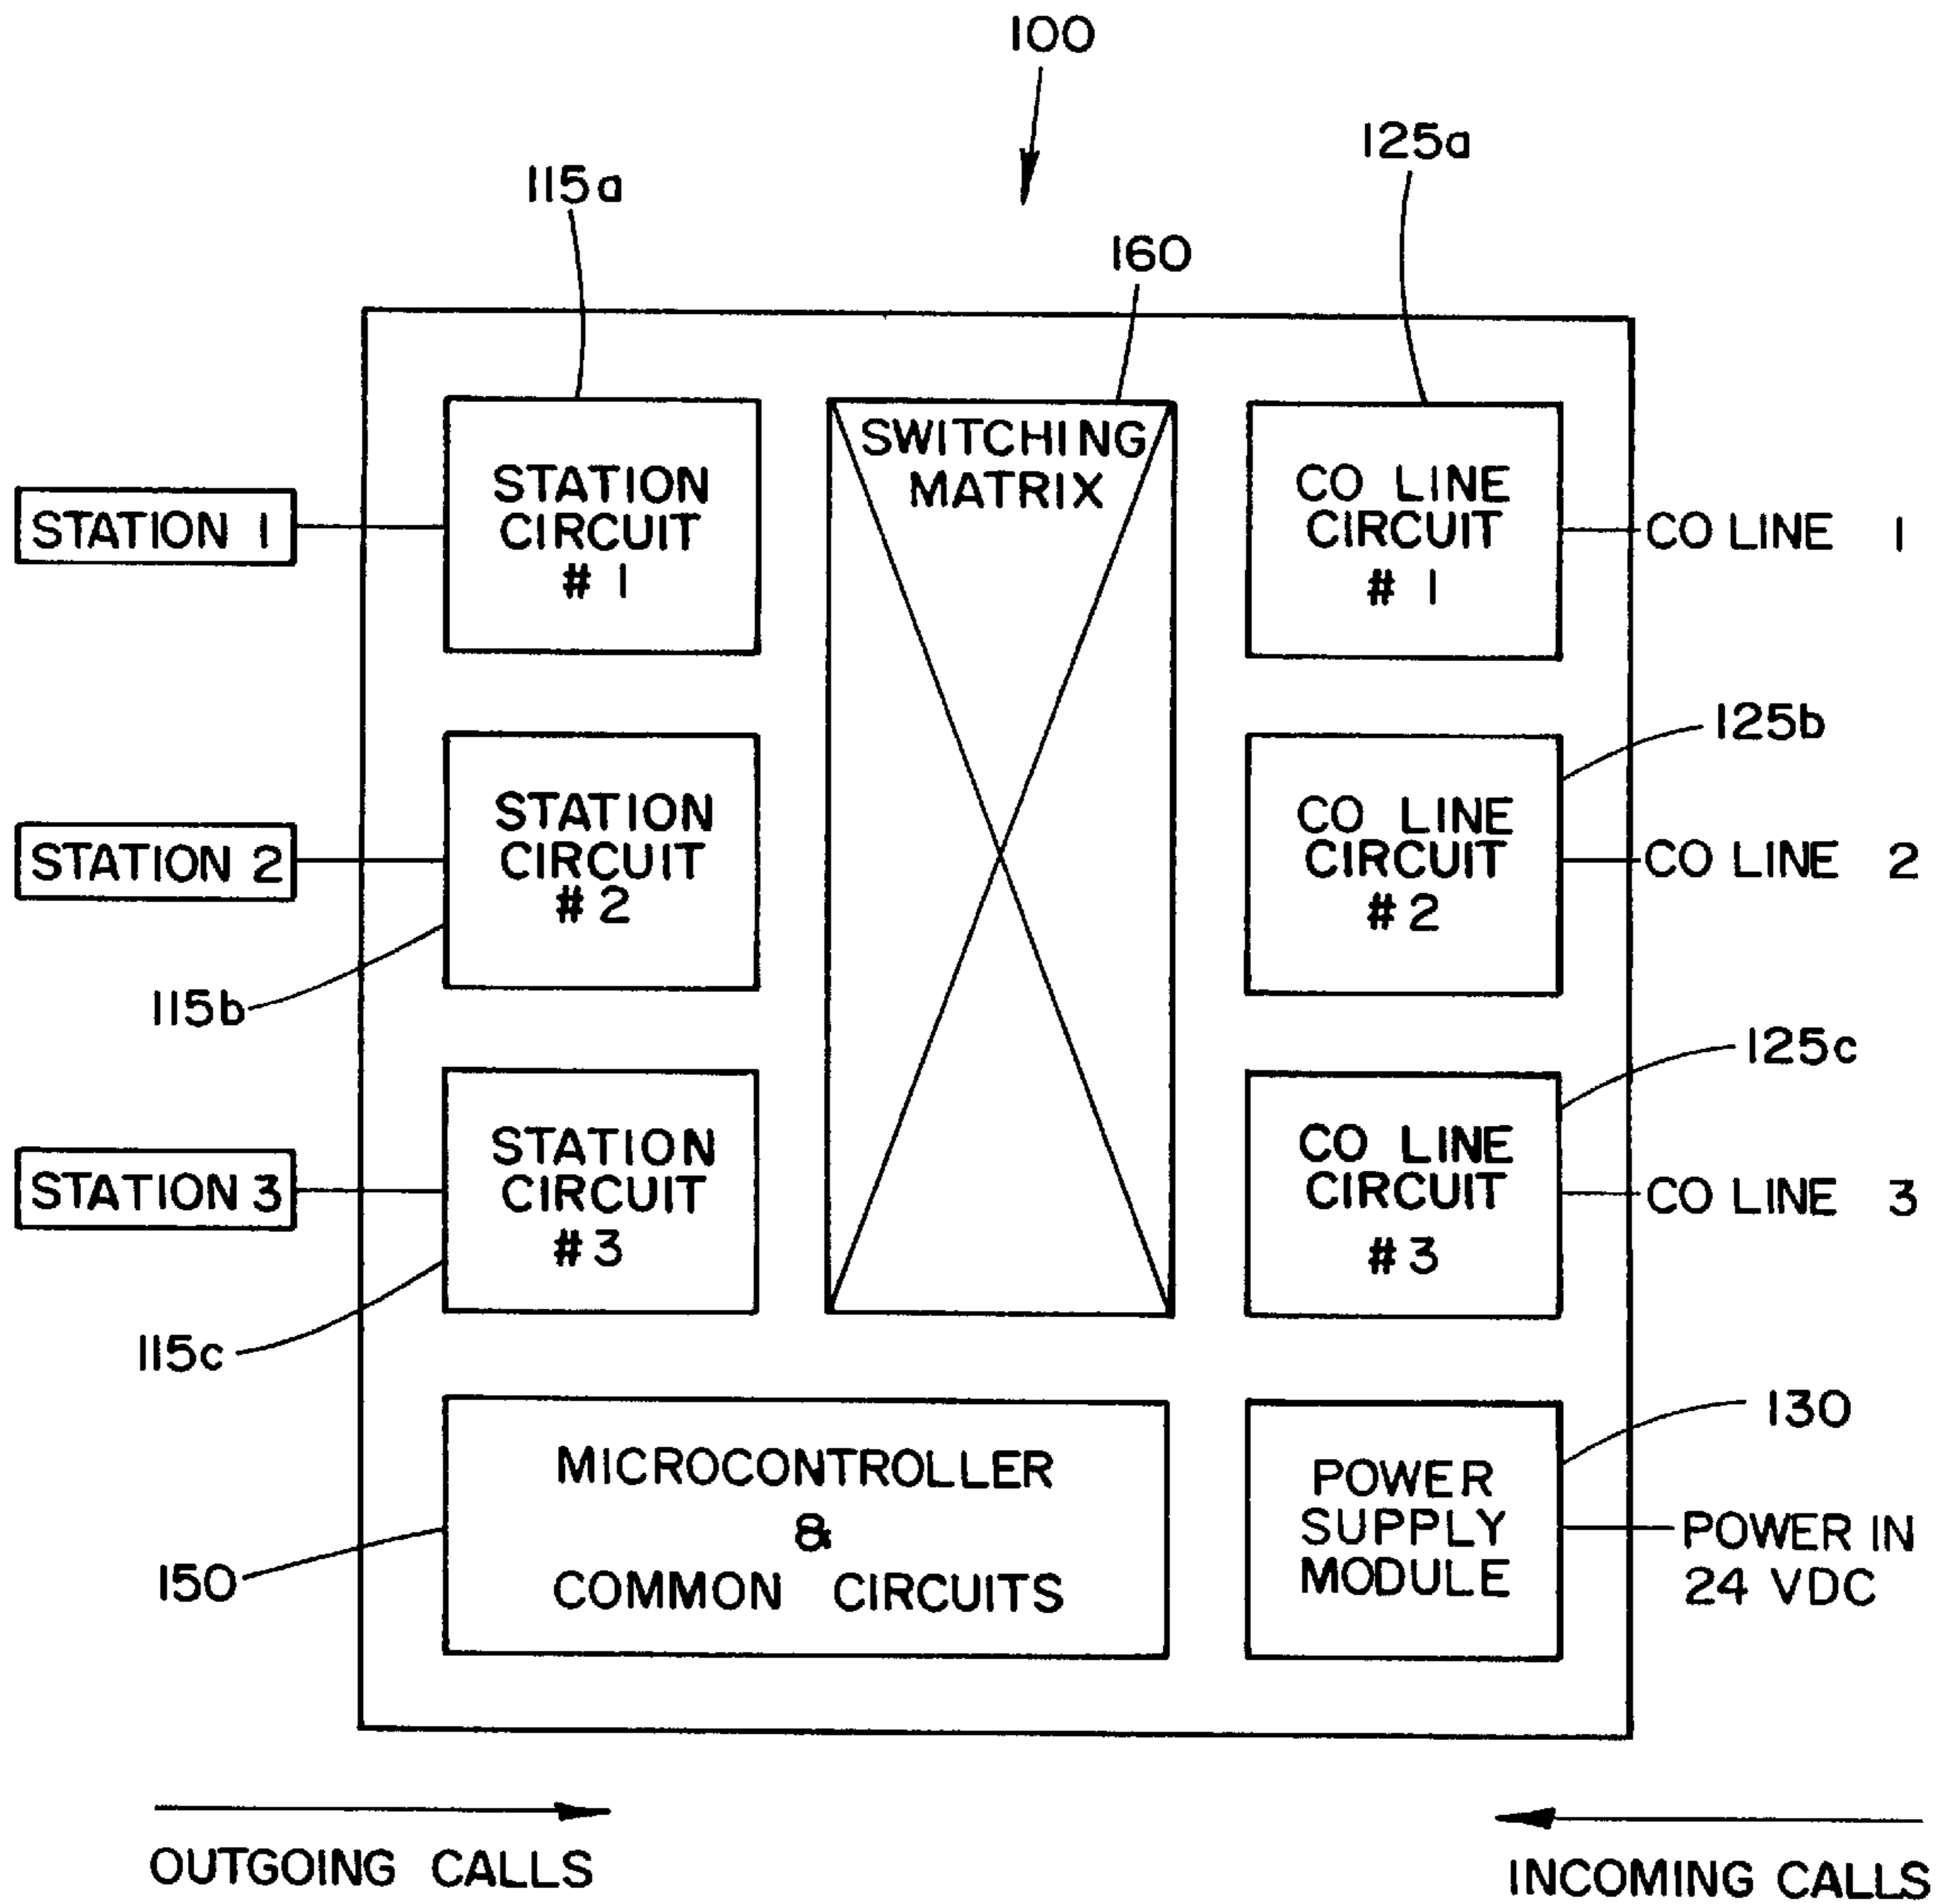 100
125a
115a
160
SWITCHING
MATRIX
STATION
CIRCUIT
# 1
CO LINE
CIRCUIT
# 1
STATION 1
CO LINE 1
125b
STATION
CIRCUIT
#2
CO LINE
CIRCUIT
#2
STATION 2
CO LINE 2
115b
125c
STATION
CIRCUIT
#3
CO LINE
CIRCUIT
#3
STATION 3
CO LINE 3
115c
130
MICROCONTROLLER
&
COMMON CIRCUITS
POWER
SUPPLY
MODULE
POWER IN
24 VDC
150
OUTGOING CALLS
INCOMING CALLS